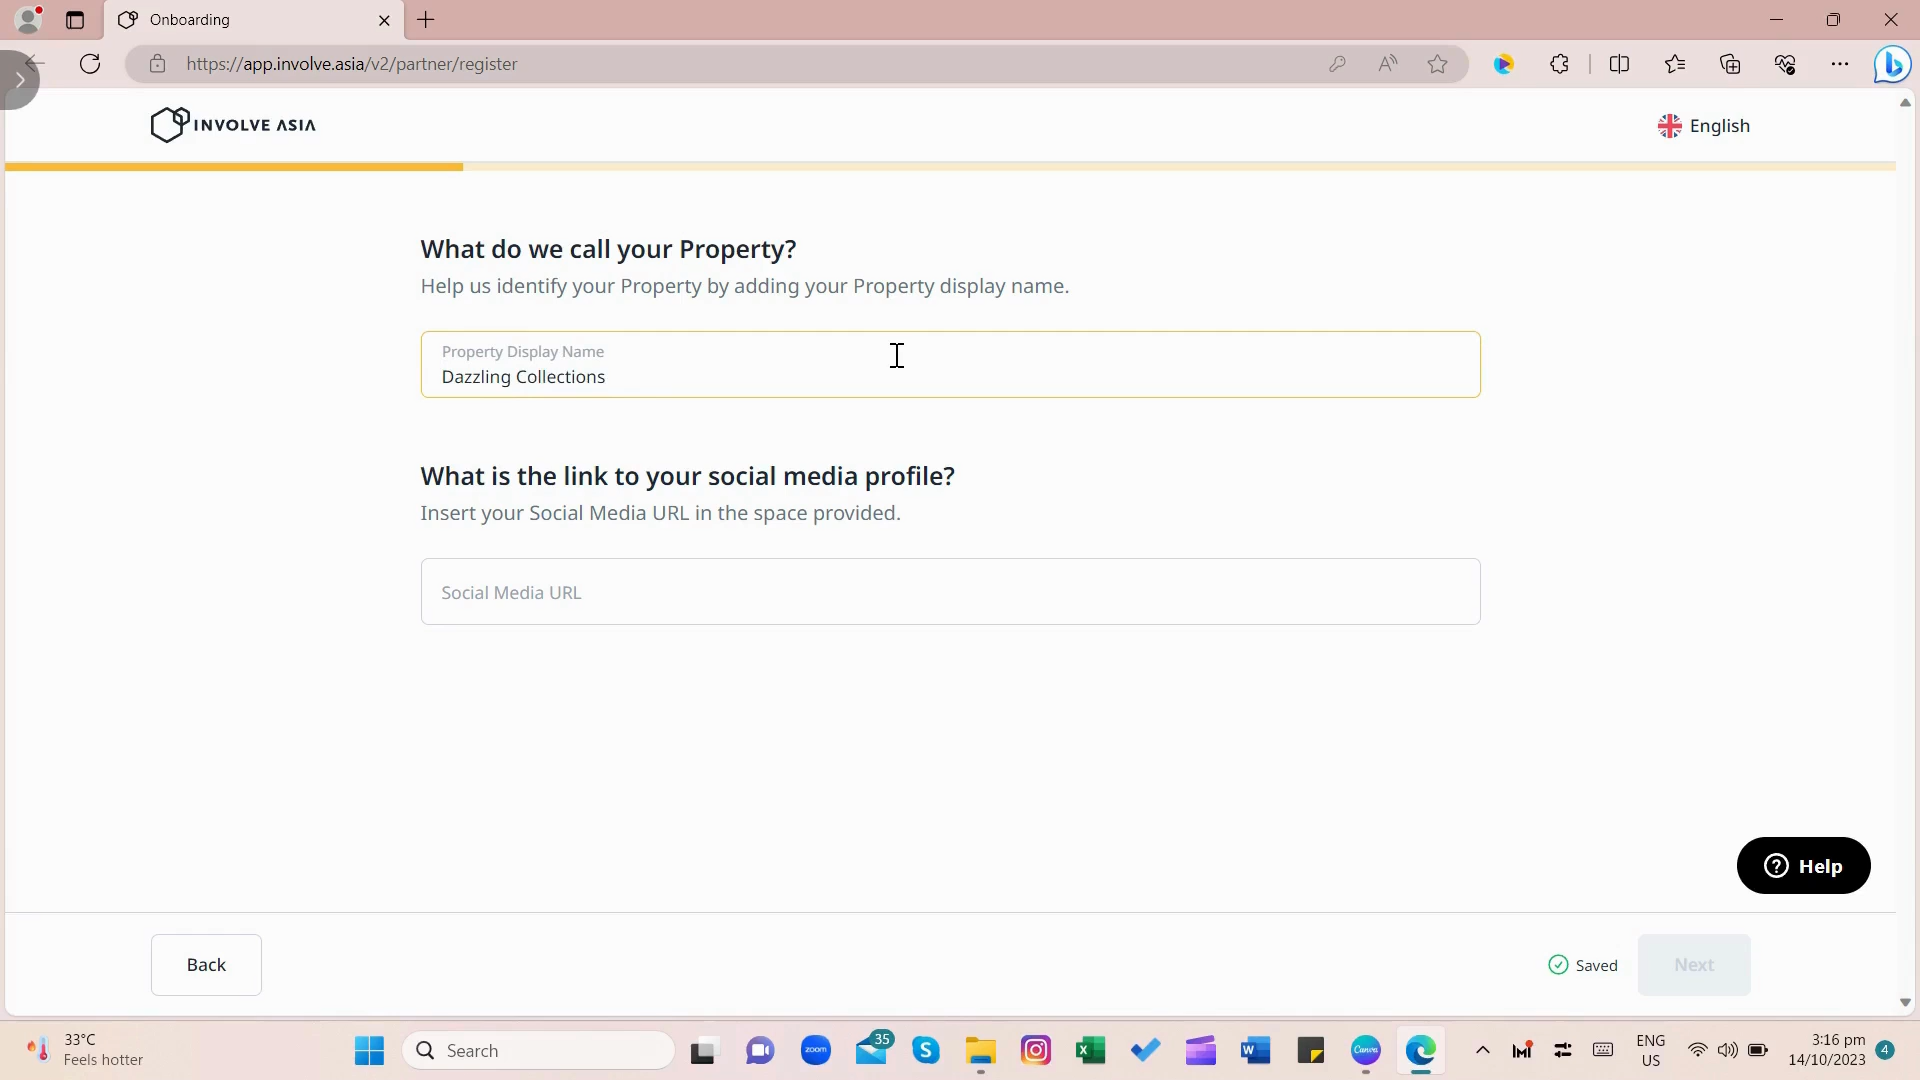 Onboarding
https://app.involve.asia/v2/partner/register
INVOLVE ASIA
English
What do we call your Property?
Help us identify your Property by adding your Property display name.
Property Display Name
Dazzling Collections
What is the link to your social media profile?
Insert your Social Media URL in the space provided.
Social Media URL
Help
Back
Saved
Next
33°C
Feels hotter
Search
zoom
35
Canva
ENG
US
3:16 pm
14/10/2023
4